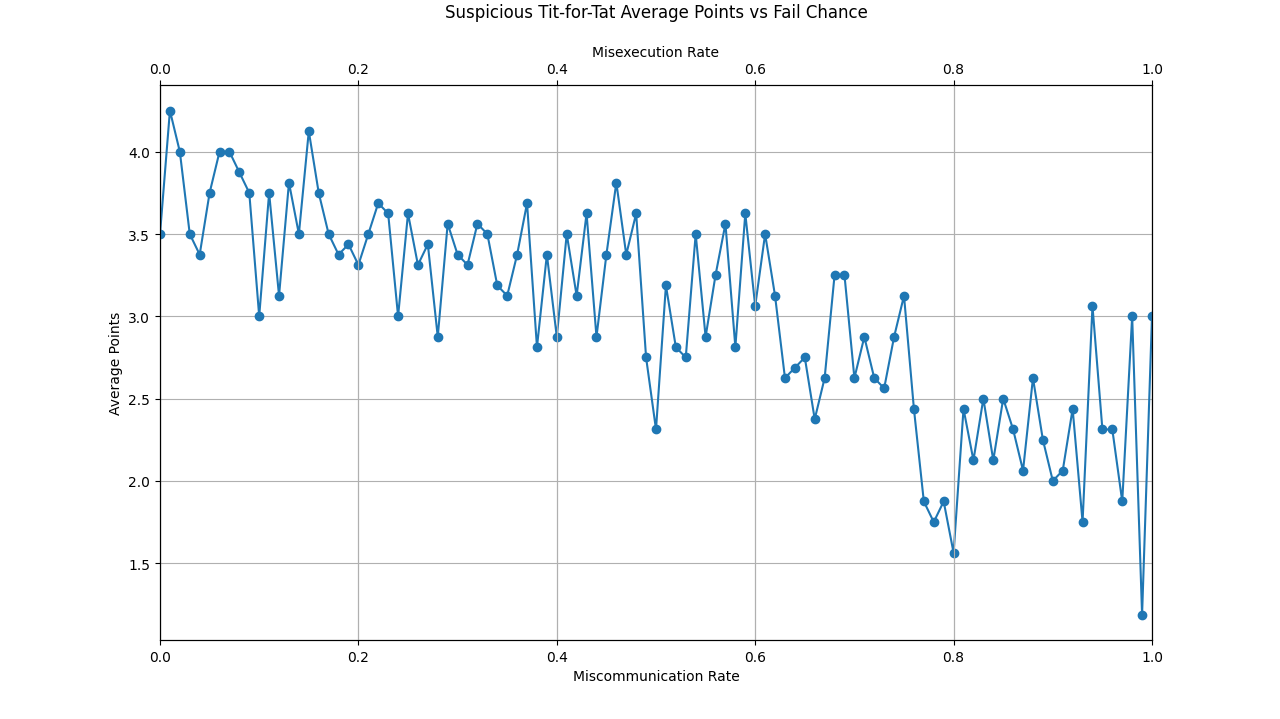 Suspicious Tit-for-Tat Average Points vs Fail Chance
Misexecution Rate
0.0 0.2 0.4 0.6 0.8 1.0
4.0
3.5
3.0
2.5
2.0
1.5
Average Points
0.0 0.2 0.4 0.6 0.8 1.0
Miscommunication Rate